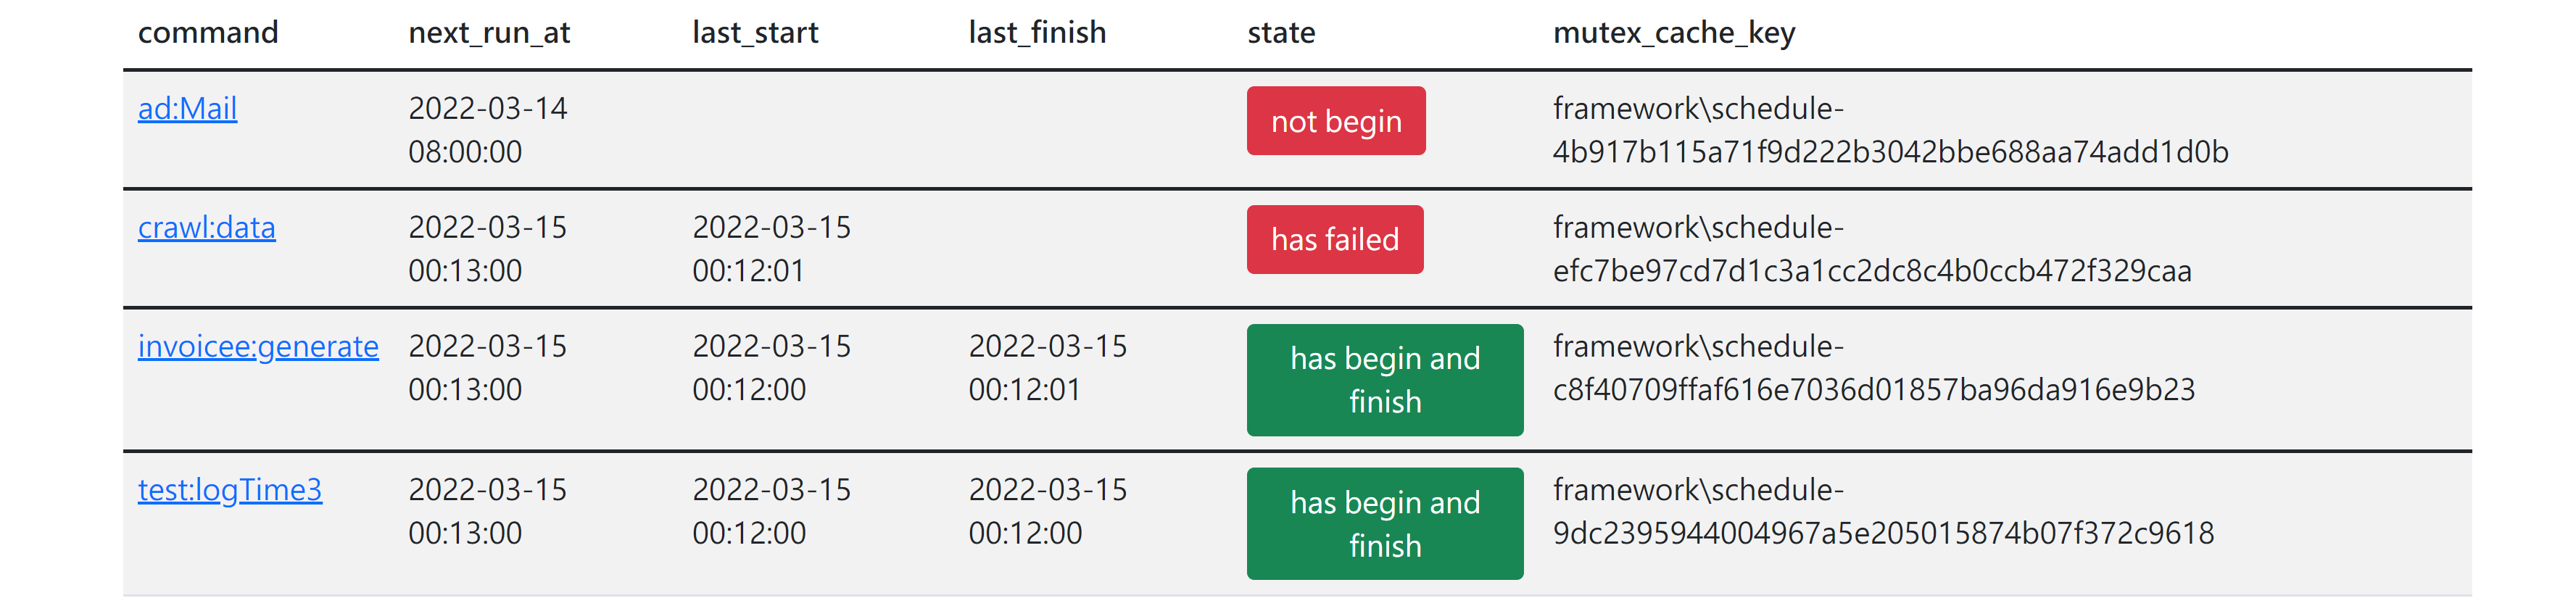 command next_run_at last_start last_finish state mutex_cache_key
ad:Mail 2022-03-14 not begin framework\schedule-
08:00:00 4b917b115a71f9d222b3042bbe688aa74add1d0b
crawl:data 2022-03-15 2022-03-15 has failed framework\schedule-
00:13:00 00:12:01 efc7be97cd7d1c3a1cc2dc8c4b0ccb472f329caa
invoicee:generate 2022-03-15 2022-03-15 2022-03-15 has begin and framework\schedule-
00:13:00 00:12:00 00:12:01 finish c8f40709ffaf616e7036d01857ba96da916e9b23
test:logTime3 2022-03-15 2022-03-15 2022-03-15 has begin and framework\schedule-
00:13:00 00:12:00 00:12:00 finish 9dc2395944004967a5e205015874b07f372c9618